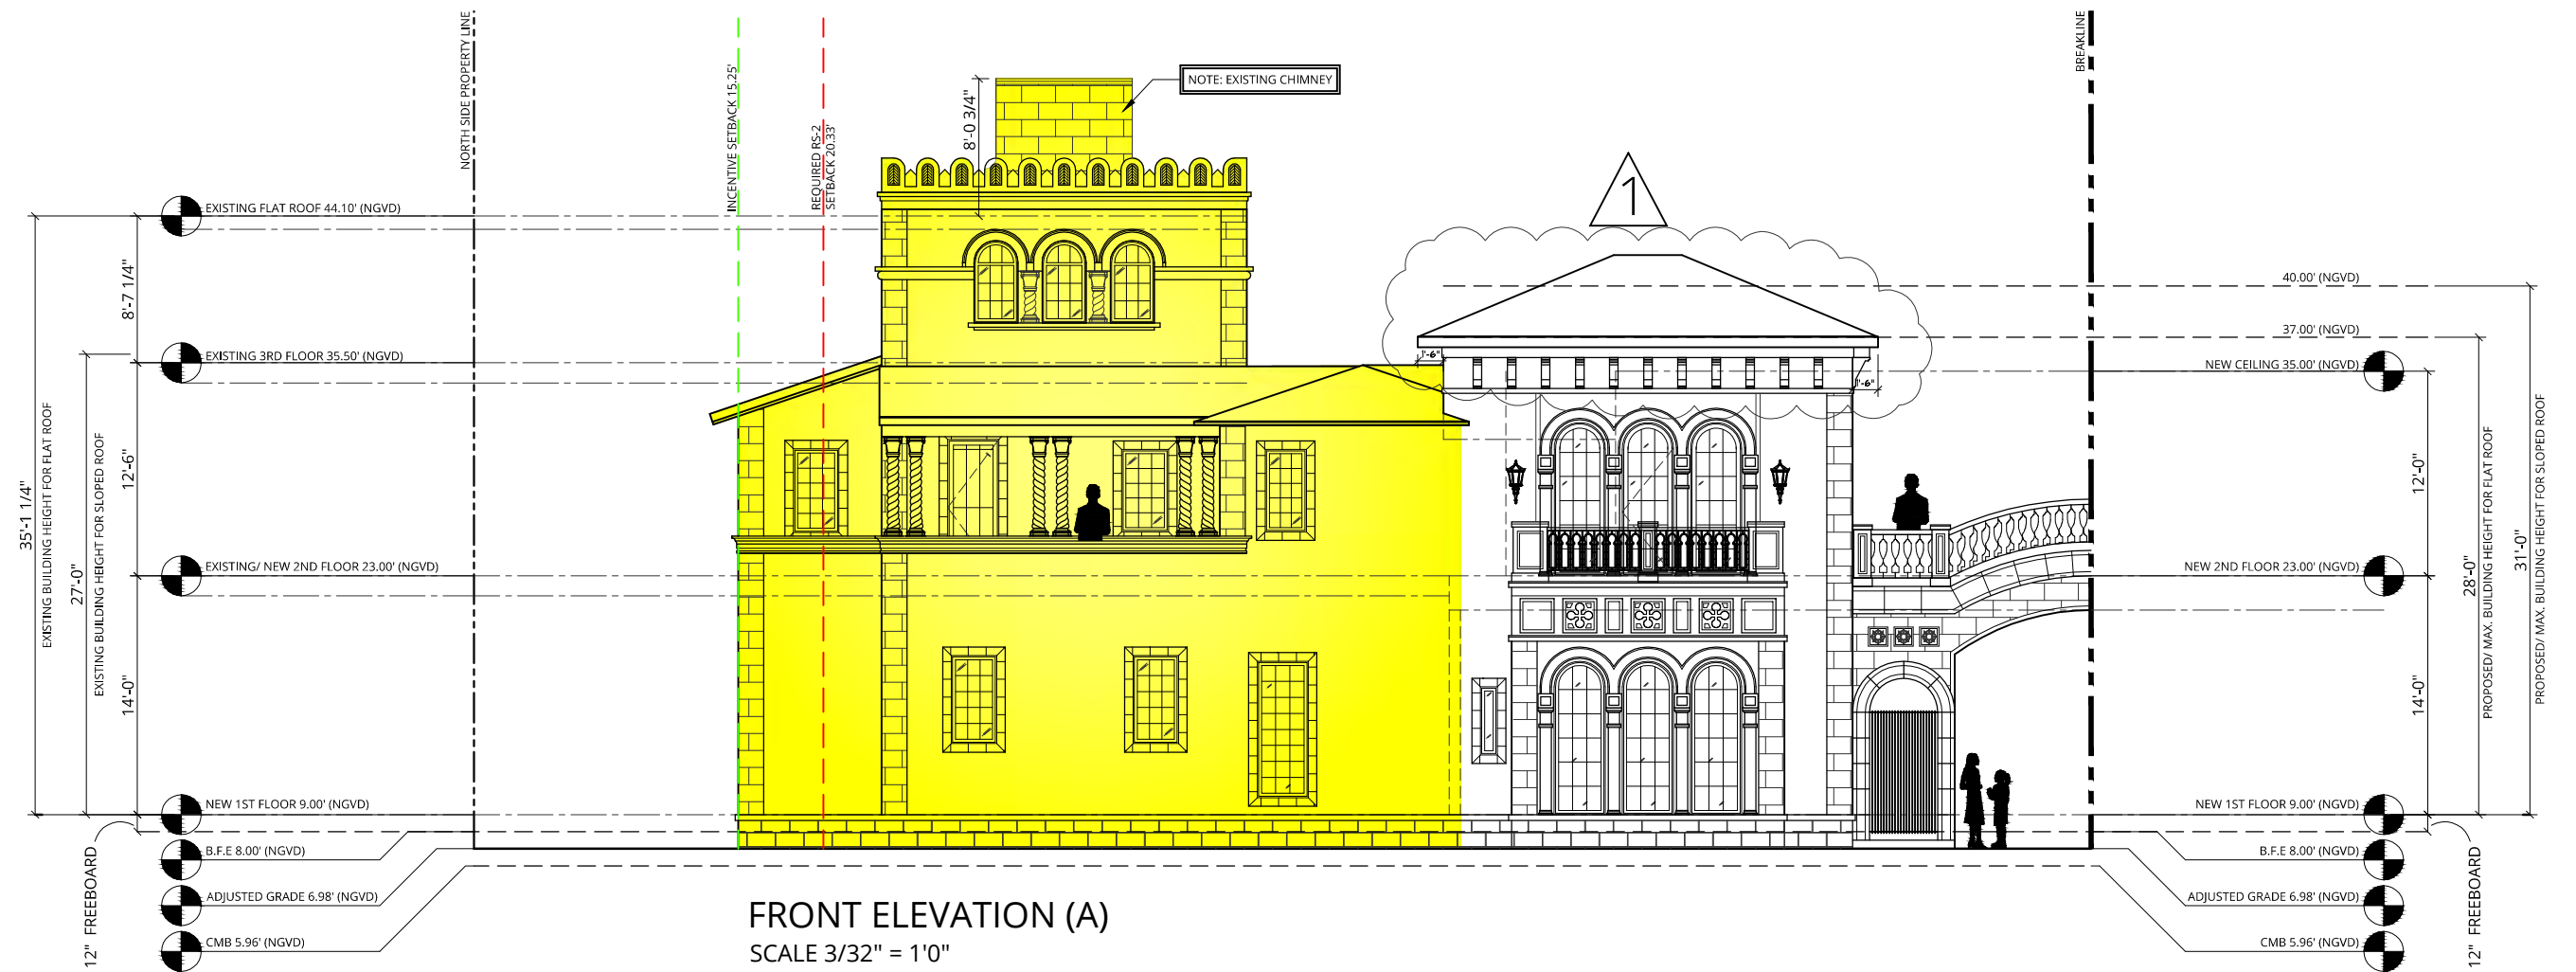 NORTH SIDE PROPERTY LINE
INCENTIVE SETBACK 15.25'
REQUIRED RS-2
SETBACK 20.33'
8'-0 3/4"
NOTE: EXISTING CHIMNEY
1
BREAKLINE
EXISTING FLAT ROOF 44.10' (NGVD)
8'-7 1/4"
EXISTING 3RD FLOOR 35.50' (NGVD)
12'-6"
EXISTING/ NEW 2ND FLOOR 23.00' (NGVD)
14'-0"
NEW 1ST FLOOR 9.00' (NGVD)
B.F.E 8.00' (NGVD)
ADJUSTED GRADE 6.98' (NGVD)
CMB 5.96' (NGVD)
35'-1 1/4"
EXISTING BUILDING HEIGHT FOR FLAT ROOF
27'-0"
EXISTING BUILDING HEIGHT FOR SLOPED ROOF
12" FREEBOARD
1'-6"
1'-6"
40.00' (NGVD)
37.00' (NGVD)
NEW CEILING 35.00' (NGVD)
12'-0"
NEW 2ND FLOOR 23.00' (NGVD)
14'-0"
NEW 1ST FLOOR 9.00' (NGVD)
B.F.E 8.00' (NGVD)
ADJUSTED GRADE 6.98' (NGVD)
CMB 5.96' (NGVD)
28'-0"
PROPOSED/ MAX. BUILDING HEIGHT FOR FLAT ROOF
31'-0"
PROPOSED/ MAX. BUILDING HEIGHT FOR SLOPED ROOF
12" FREEBOARD
FRONT ELEVATION (A)
SCALE 3/32" = 1'0"